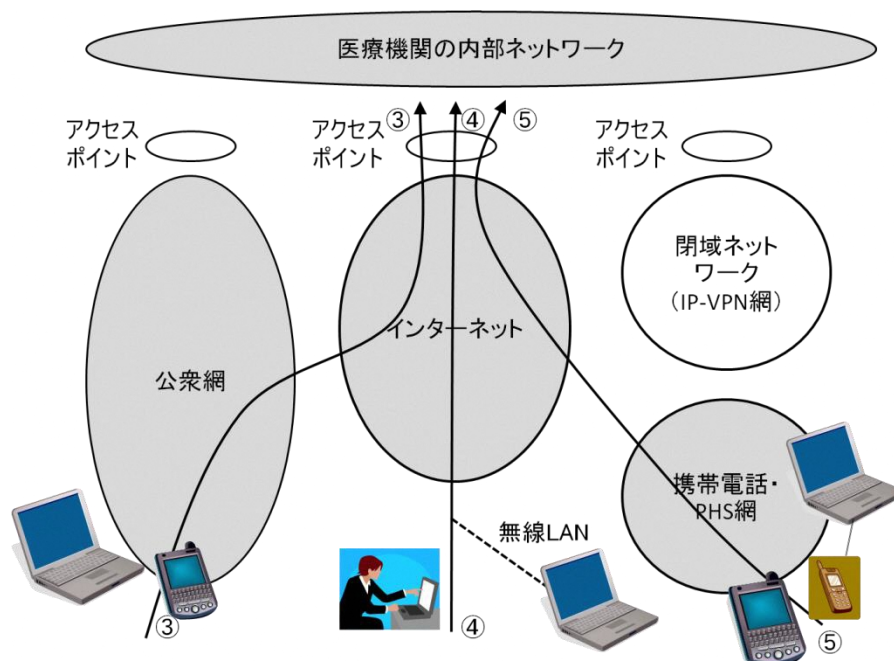 医療機関の内部ネットワーク
アクセス
ポイント
③
アクセス
ポイント
④
⑤
アクセス
ポイント
閉域ネット
ワーク
（IP-VPN網）
インターネット
公衆網
携帯電話・
PHS網
無線LAN
③
④
⑤